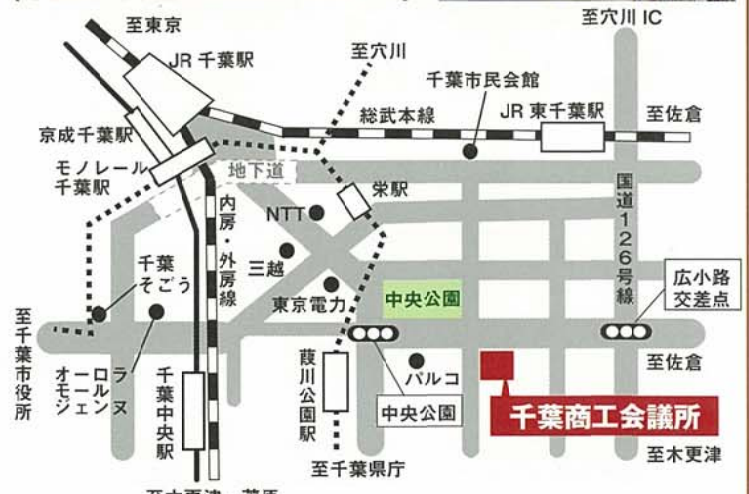 至東京
至穴川 IC
JR 千葉駅
至穴川
千葉市民会館
総武本線
JR 東千葉駅
至佐倉
京成千葉駅
モノレール
千葉駅
地下道
栄駅
国道126号線
内房・外房線
NTT
三越
千葉
そごう
東京電力
中央公園
広小路
交差点
至千葉市役所
至佐倉
オーロラ
モールジュンヌ
千葉中央駅
葭川公園駅
パルコ
中央公園
千葉商工会議所
至千葉県庁
至木更津